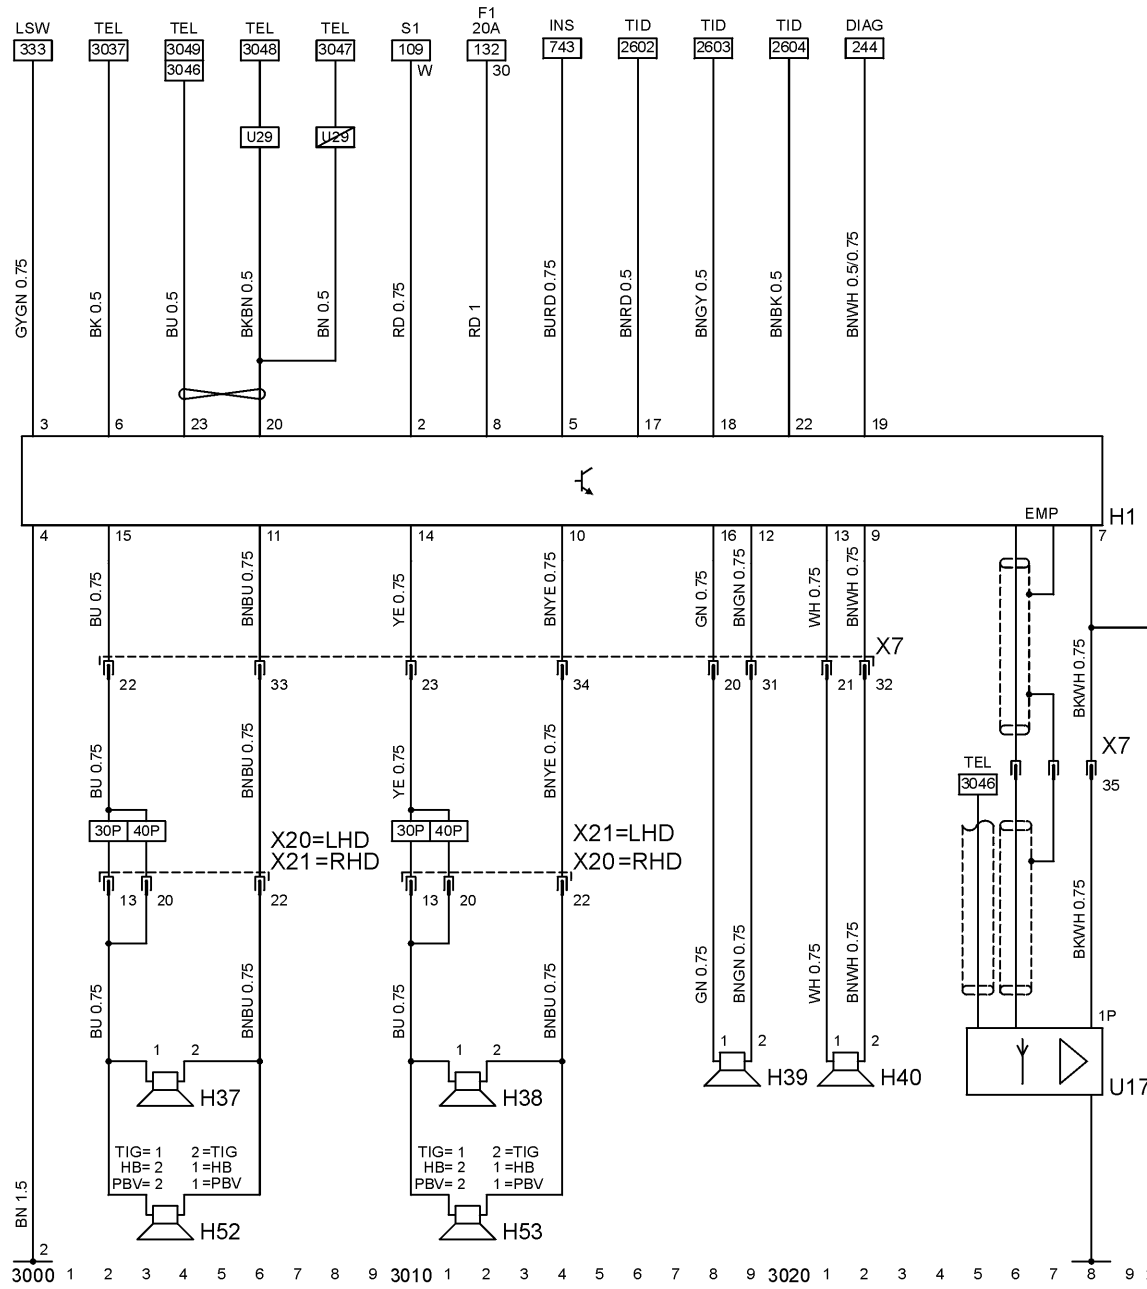 F1
LSW TEL TEL TEL TEL S1 20A INS TID TID TID DIAG
333 3037 3049 3048 3047 109 132 743 2602 2603 2604 244
3046 W 30
U29 U29
GYGN 0.75 BK 0.5 BU 0.5 BKBN 0.5 BN 0.5 RD 0.75 RD 1 BURD 0.75 BNRD 0.5 BNGY 0.5 BNBK 0.5 BNWH 0.5/0.75
3 6 23 20 2 8 5 17 18 22 19
EMP H1
4 15 11 14 10 16 12 13 9 7
BU 0.75 BNBU 0.75 YE 0.75 BNYE 0.75 GN 0.75 BNGN 0.75 WH 0.75 BNWH 0.75
X7
22 33 23 34 20 31 21 32
BKWH 0.75
BU 0.75 BNBU 0.75 YE 0.75 BNYE 0.75
X7
TEL
3046 35
30P 40P 30P 40P
X20=LHD X21=LHD
X21=RHD X20=RHD
13 20 22 13 20 22
BU 0.75 BNBU 0.75 BU 0.75 BNBU 0.75 GN 0.75 BNGN 0.75 WH 0.75 BNWH 0.75 BKWH 0.75
1P
1 2 1 2 1 2 1 2
H37 H38 H39 H40 U17
TIG= 1 2 =TIG TIG= 1 2 =TIG
HB= 2 1 =HB HB= 2 1 =HB
PBV= 2 1 =PBV PBV= 2 1 =PBV
BN 1.5
H52 H53
2
3000 1 2 3 4 5 6 7 8 9 3010 1 2 3 4 5 6 7 8 9 3020 1 2 3 4 5 6 7 8 9